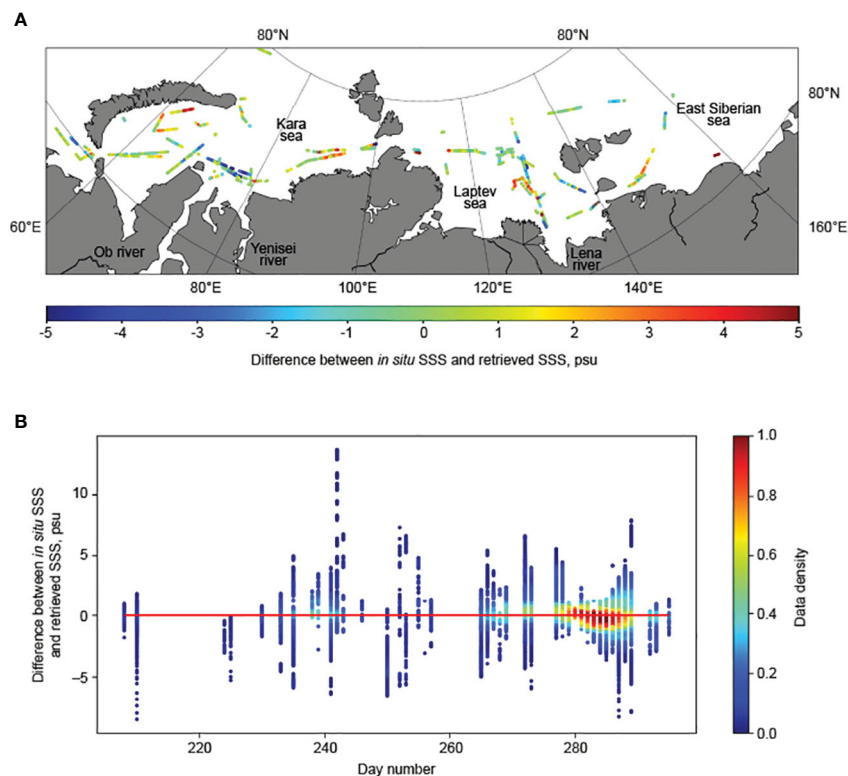 A
80°N
80°N
80°N
East Siberian
sea
Kara
sea
Laptev
sea
60°E
160°E
Ob river
Yenisei
river
Lena
river
80°E
100°E
120°E
140°E
-5
-4
-3
-2
-1
0
1
2
3
4
5
Difference between in situ SSS and retrieved SSS, psu
B
Difference between in situ SSS
and retrieved SSS, psu
10
5
0
–5
220
240
260
280
Day number
1.0
0.8
0.6
0.4
0.2
0.0
Data density